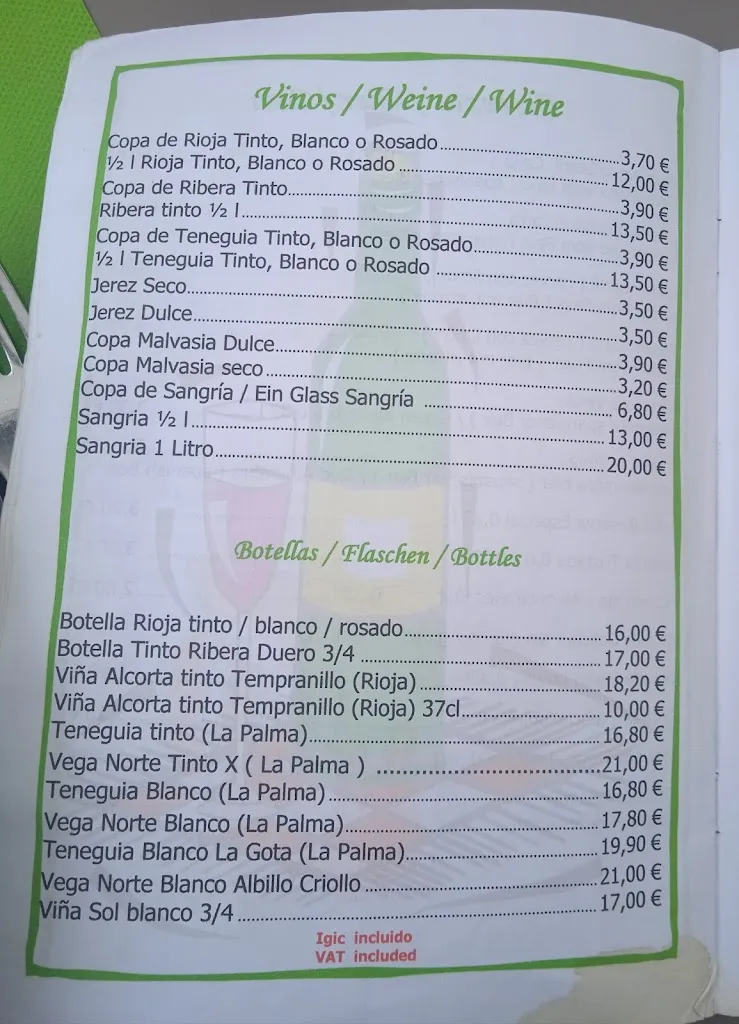 Vinos / Weine / Wine
Copa de Rioja Tinto, Blanco o Rosado.....3,70 €
½ l Rioja Tinto, Blanco o Rosado .....12,00 €
Copa de Ribera Tinto.....3,90 €
Ribera tinto ½ l.....13,50 €
Copa de Teneguia Tinto, Blanco o Rosado.....3,90 €
½ l Teneguia Tinto, Blanco o Rosado .....13,50 €
Jerez Seco.....3,50 €
Jerez Dulce.....3,50 €
Copa Malvasia Dulce.....3,90 €
Copa Malvasia seco.....3,20 €
Copa de Sangría / Ein Glass Sangría .....6,80 €
Sangria ½ l.....13,00 €
Sangria 1 Litro.....20,00 €
Botellas / Flaschen / Bottles
Botella Rioja tinto / blanco / rosado.....16,00 €
Botella Tinto Ribera Duero 3/4 .....17,00 €
Viña Alcorta tinto Tempranillo (Rioja).....18,20 €
Viña Alcorta tinto Tempranillo (Rioja) 37cl.....10,00 €
Teneguia tinto (La Palma).....16,80 €
Vega Norte Tinto X ( La Palma ) .....21,00 €
Teneguia Blanco (La Palma).....16,80 €
Vega Norte Blanco (La Palma).....17,80 €
Teneguia Blanco La Gota (La Palma).....19,90 €
Vega Norte Blanco Albillo Criollo.....21,00 €
Viña Sol blanco 3/4.....17,00 €
Igic incluido
VAT included